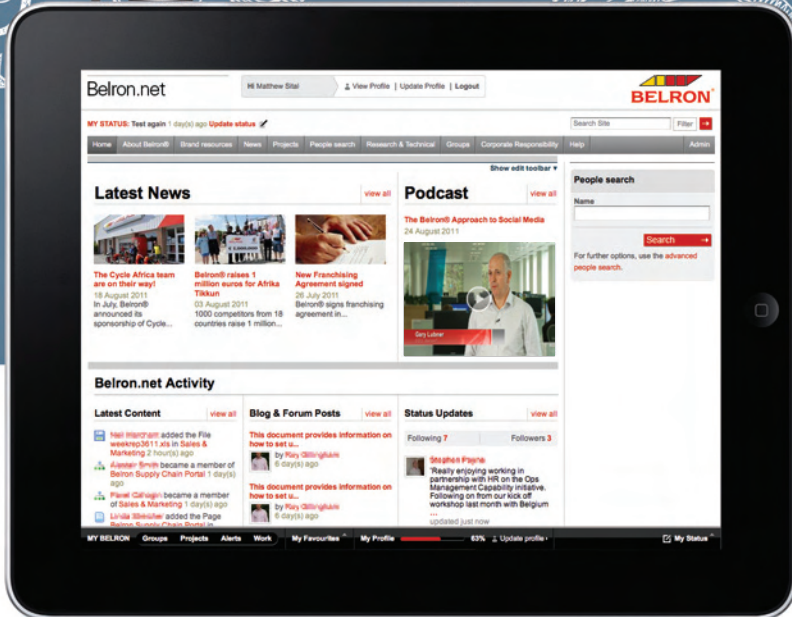 Belron.net
Hi Matthew Sital
View Profile | Update Profile | Logout
BELRON®
MY STATUS: Test again 1 day(s) ago Update status
Search Site
Filter
Home About Belron® Brand resources News Projects People search Research & Technical Groups Corporate Responsibility Help Admin
Show edit toolbar
Latest News
view all
The Cycle Africa team
are on their way!
18 August 2011
In July, Belron®
announced its
sponsorship of Cycle...
Belron® raises 1
million euros for Afrika
Tikkun
03 August 2011
1000 competitors from 18
countries raise 1 million...
New Franchising
Agreement signed
26 July 2011
Belron® signs franchising
agreement in...
Podcast
view all
The Belron® Approach to Social Media
24 August 2011
Gary Lubner
People search
Name
Search
For further options, use the advanced
people search.
Belron.net Activity
Latest Content
view all
added the File
weekrep3611.xls in Sales &
Marketing 2 hour(s) ago
became a member of
Belron Supply Chain Portal 1 day(s)
ago
became a member
of Sales & Marketing 1 day(s) ago
added the Page
Belron Supply Chain Portal in
Blog & Forum Posts
view all
This document provides information on
how to set u...
by Kay Gillingham
6 day(s) ago
This document provides information on
how to set u...
by Kay Gillingham
6 day(s) ago
Status Updates
view all
Following 7
Followers 3
Stephen Payne
'Really enjoying working in
partnership with HR on the Ops
Management Capability initiative.
Following on from our kick off
workshop last month with Belgium
...
updated just now
MY BELRON Groups Projects Alerts Work My Favourites My Profile 63% Update profile My Status